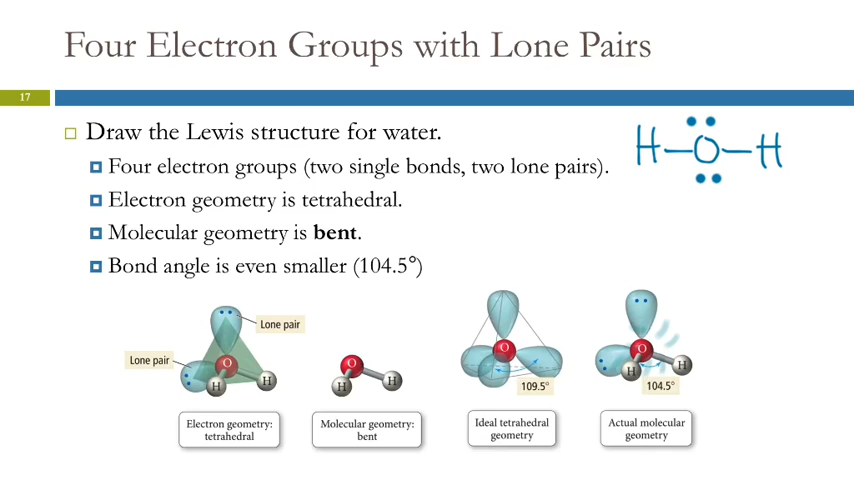 Four Electron Groups with Lone Pairs
17
Draw the Lewis structure for water.
H–O–H
Four electron groups (two single bonds, two lone pairs).
Electron geometry is tetrahedral.
Molecular geometry is bent.
Bond angle is even smaller (104.5°)
Lone pair
Lone pair
O
H
H
O
H
H
O
109.5°
O
H
H
104.5°
Electron geometry:
tetrahedral
Molecular geometry:
bent
Ideal tetrahedral
geometry
Actual molecular
geometry